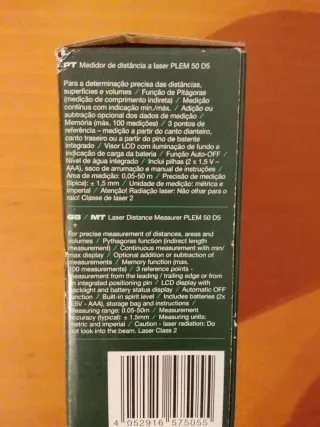 PT Medidor de distância a laser PLEM 50 D5
Para a determinação precisa das distâncias,
superfícies e volumes / Função de Pitágoras
(medição de comprimento indireta) / Medição
contínua com indicação min./máx. / Adição ou
subtração opcional dos dados de medição /
Memória (máx. 100 medições) / 3 pontos de
referência – medição a partir do canto dianteiro,
canto traseiro ou a partir do pino de batente
integrado / Visor LCD com iluminação de fundo e
indicação de carga da bateria / Função Auto-OFF /
Nível de água integrado / Inclui pilhas (2 x 1,5 V –
AAA), saco de arrumação e manual de instruções /
Área de medição: 0,05-50 m / Precisão de medição
(típica): ± 1,5 mm / Unidade de medição: métrica e
imperial / Atenção! Radiação laser: Não olhar para o
raio! Classe de laser 2
GB / MT Laser Distance Measurer PLEM 50 D5
For precise measurement of distances, areas and
volumes / Pythagoras function (indirect length
measurement) / Continuous measurement with min/
max display / Optional addition or subtraction of
measurements / Memory function (max.
100 measurements) / 3 reference points -
measurement from the leading / trailing edge or from
an integrated positioning pin / LCD display with
backlight and battery status display / Automatic OFF
function / Built-in spirit level / Includes batteries (2x
1.5V - AAA), storage bag and instructions /
Measuring range: 0.05-50m / Measurement
accuracy (typical): ± 1.5mm / Measuring units:
metric and imperial / Caution - laser radiation: Do
not look into the beam. Laser Class 2
4 052916 575055